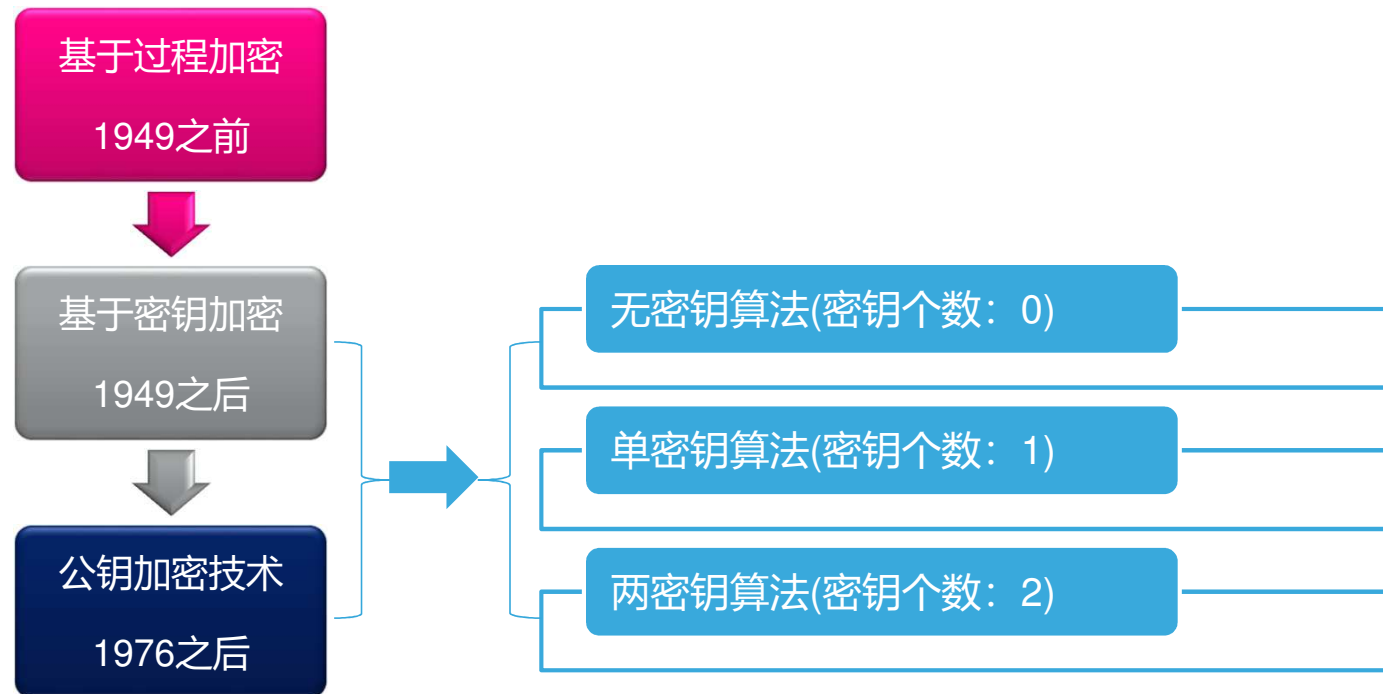 基于过程加密
1949之前
基于密钥加密
1949之后
公钥加密技术
1976之后
无密钥算法(密钥个数：0)
单密钥算法(密钥个数：1)
两密钥算法(密钥个数：2)